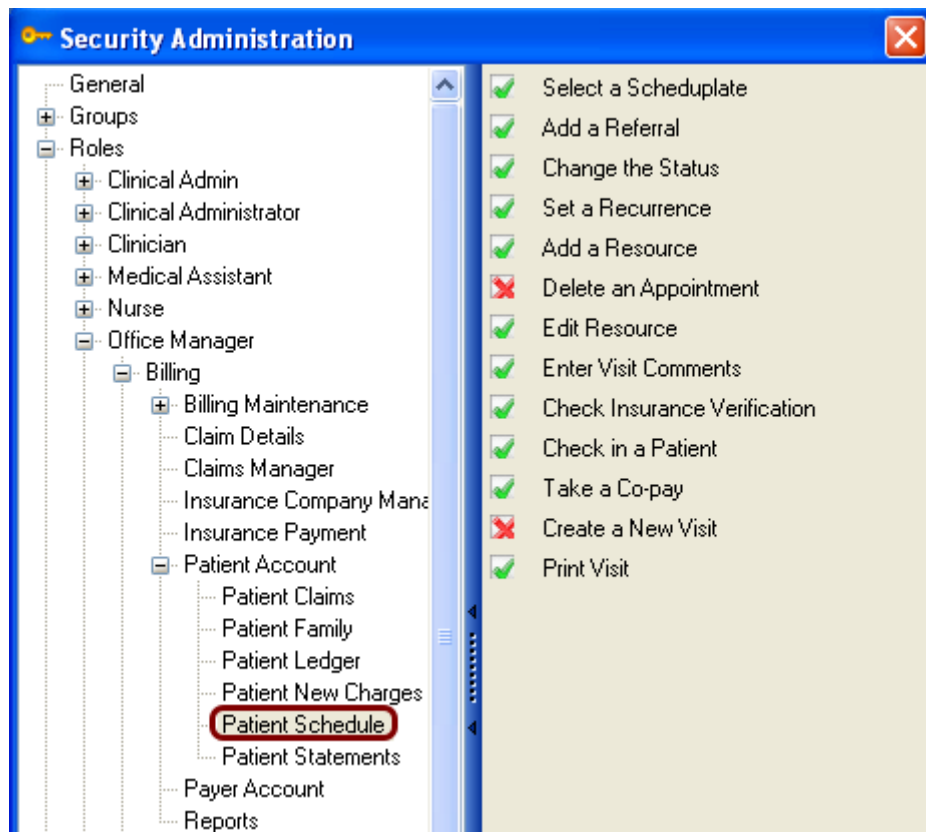 Security Administration
General
Groups
Roles
Clinical Admin
Clinical Administrator
Clinician
Medical Assistant
Nurse
Office Manager
Billing
Billing Maintenance
Claim Details
Claims Manager
Insurance Company Mana
Insurance Payment
Patient Account
Patient Claims
Patient Family
Patient Ledger
Patient New Charges
Patient Schedule
Patient Statements
Payer Account
Reports
Select a Scheduplate
Add a Referral
Change the Status
Set a Recurrence
Add a Resource
Delete an Appointment
Edit Resource
Enter Visit Comments
Check Insurance Verification
Check in a Patient
Take a Co-pay
Create a New Visit
Print Visit